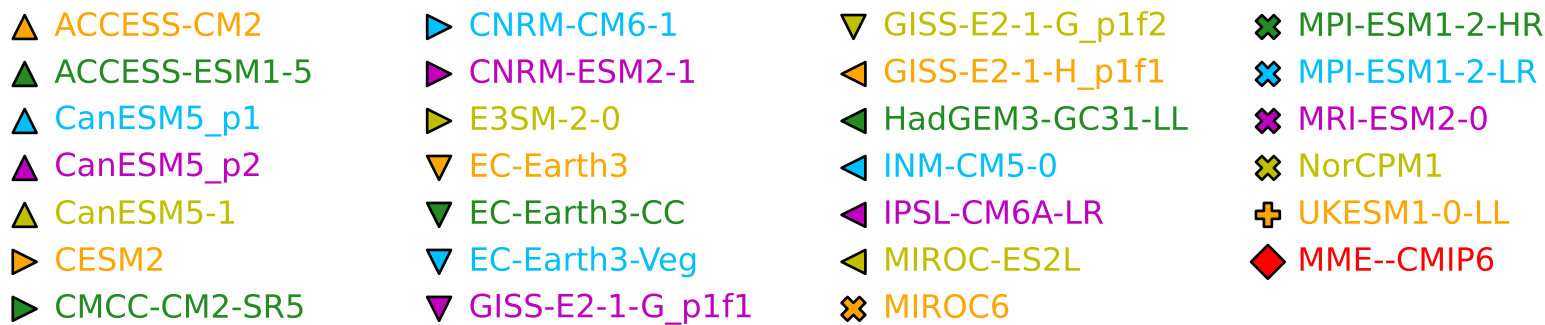 ACCESS-CM2
ACCESS-ESM1-5
CanESM5_p1
CanESM5_p2
CanESM5-1
CESM2
CMCC-CM2-SR5
CNRM-CM6-1
CNRM-ESM2-1
E3SM-2-0
EC-Earth3
EC-Earth3-CC
EC-Earth3-Veg
GISS-E2-1-G_p1f1
GISS-E2-1-G_p1f2
GISS-E2-1-H_p1f1
HadGEM3-GC31-LL
INM-CM5-0
IPSL-CM6A-LR
MIROC-ES2L
MIROC6
MPI-ESM1-2-HR
MPI-ESM1-2-LR
MRI-ESM2-0
NorCPM1
UKESM1-0-LL
MME--CMIP6